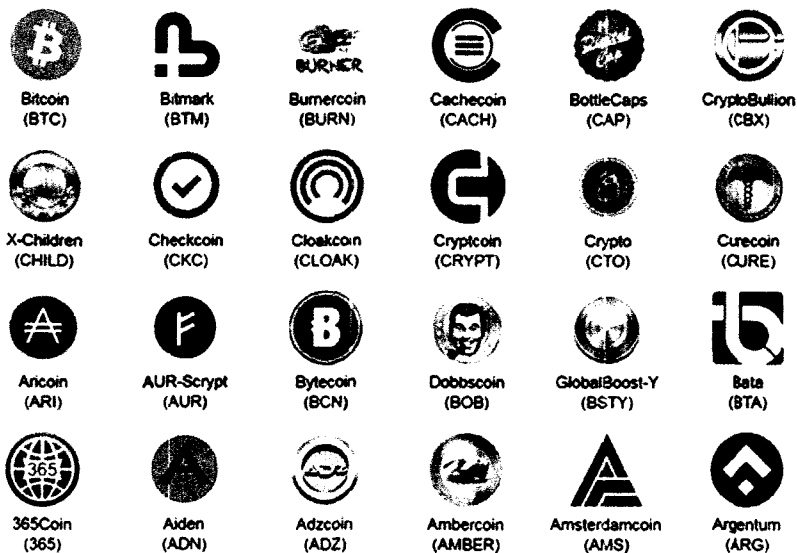 BURNER
Bitcoin Bitmark Burnercoin Cachecoin BottleCaps CryptoBullion
(BTC) (BTM) (BURN) (CACH) (CAP) (CBX)
X-Children Checkcoin Cloakcoin Cryptcoin Crypto Curecoin
(CHILD) (CKC) (CLOAK) (CRYPT) (CTO) (CURE)
Aricoin AUR-Scrypt Bytecoin Dobbscoin GlobalBoost-Y Bata
(ARI) (AUR) (BCN) (BOB) (BSTY) (BTA)
365
365Coin Aiden Adzcoin Ambercoin Amsterdamcoin Argentum
(365) (ADN) (ADZ) (AMBER) (AMS) (ARG)